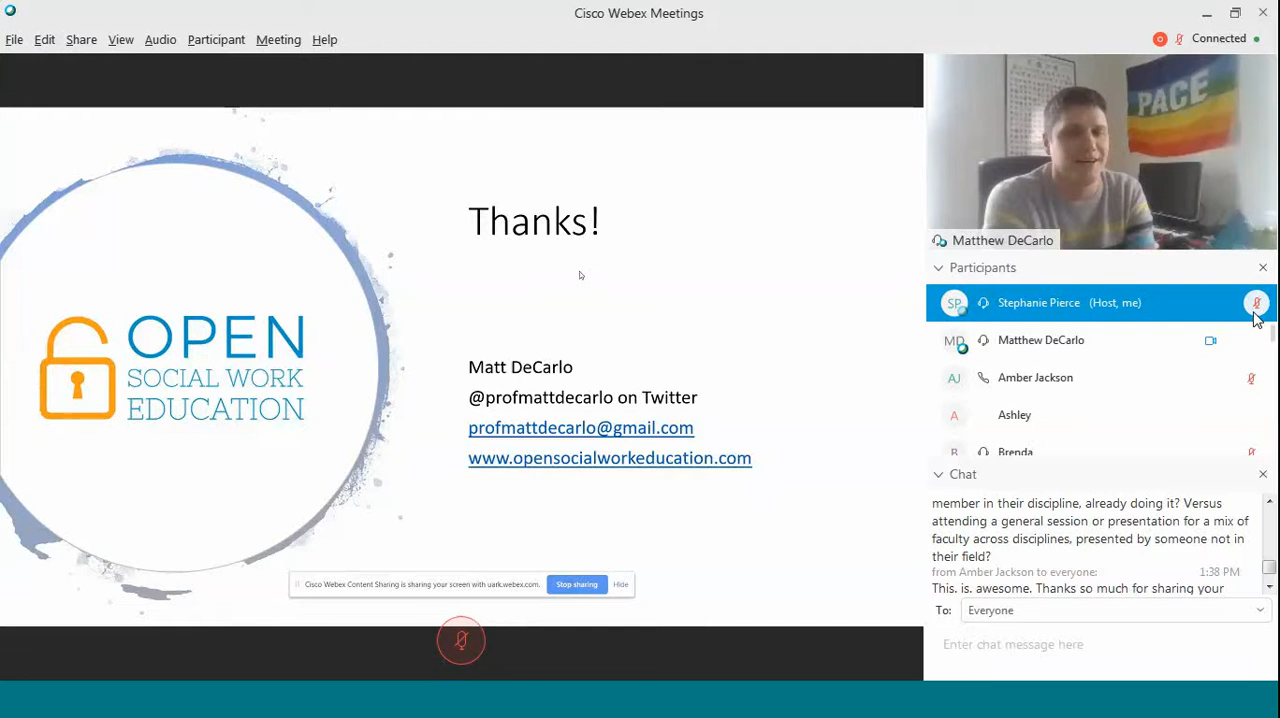 Cisco Webex Meetings
File Edit Share View Audio Participant Meeting Help
Connected
PACE
Matthew DeCarlo
Thanks!
OPEN
SOCIAL WORK
EDUCATION
Matt DeCarlo
@profmattdecarlo on Twitter
profmattdecarlo@gmail.com
www.opensocialworkeducation.com
Cisco Webex Content Sharing is sharing your screen with uark.webex.com. Stop sharing Hide
Participants
SP Stephanie Pierce (Host, me)
MD Matthew DeCarlo
AJ Amber Jackson
A Ashley
B Brenda
Chat
member in their discipline, already doing it? Versus
attending a general session or presentation for a mix of
faculty across disciplines, presented by someone not in
their field?
from Amber Jackson to everyone: 1:38 PM
This. is. awesome. Thanks so much for sharing your
To: Everyone
Enter chat message here